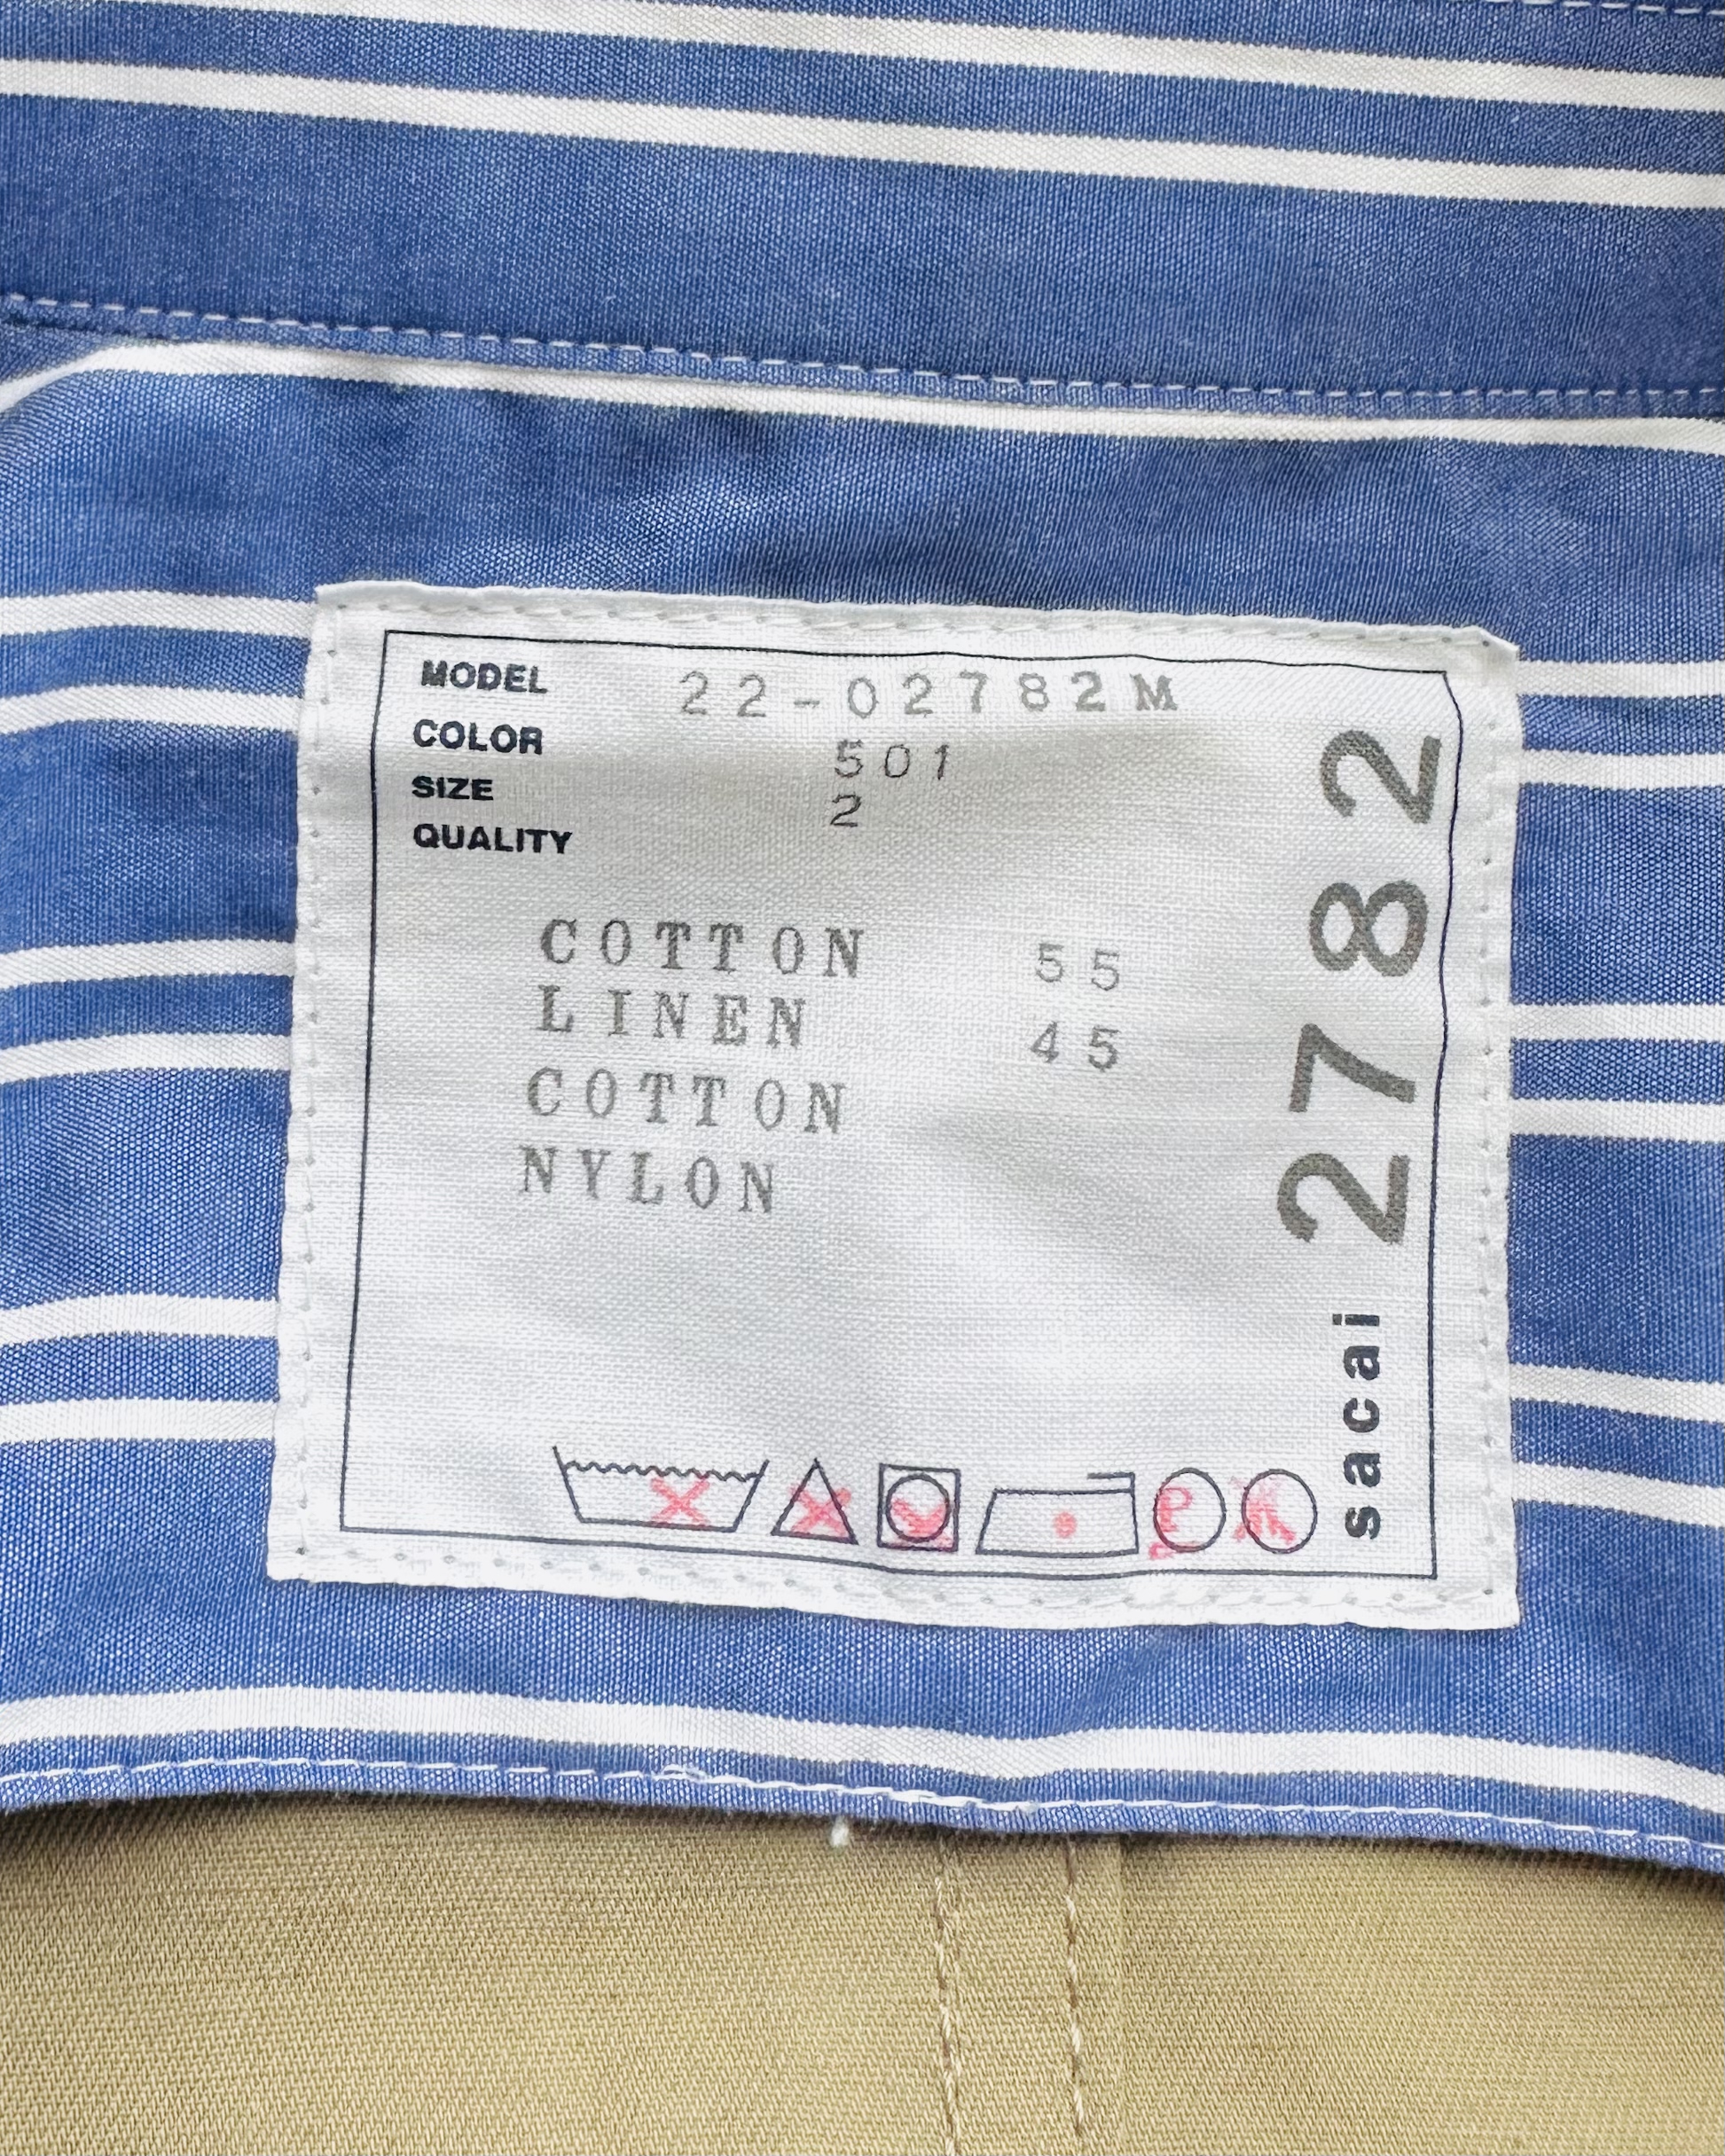 MODEL 22-02782M
COLOR 501
SIZE 2
QUALITY
COTTON 55
LINEN 45
COTTON
NYLON
P
sacai 2782